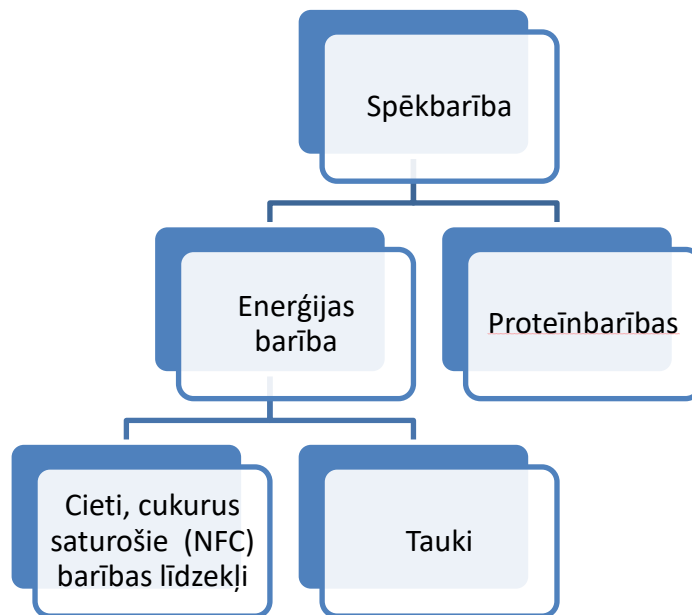 Spēkbarība
Enerģijas
barība
Proteīnbarības
Cieti, cukurus
saturošie (NFC)
barības līdzekļi
Tauki